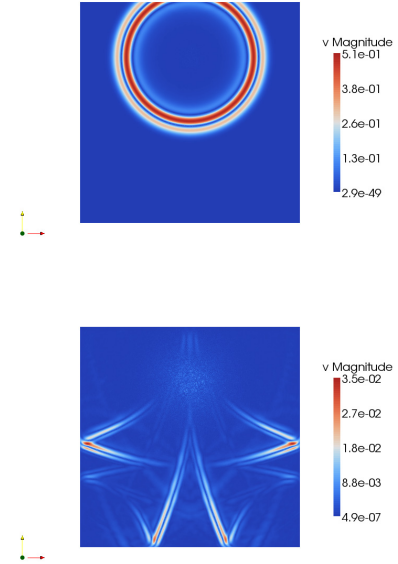 v Magnitude
5.1e-01
3.8e-01
2.6e-01
1.3e-01
2.9e-49
v Magnitude
3.5e-02
2.7e-02
1.8e-02
8.8e-03
4.9e-07